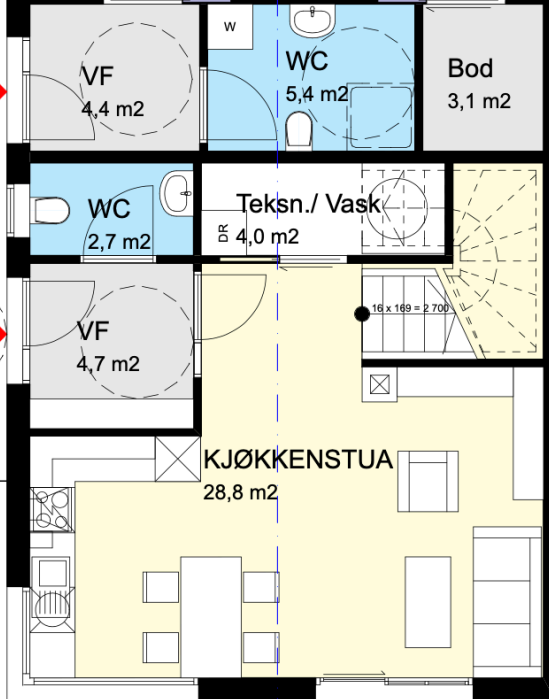 W
VF
4,4 m2
WC
5,4 m2
Bod
3,1 m2
WC
2,7 m2
Teksn./ Vask
DR
4,0 m2
VF
4,7 m2
16 x 169 = 2 700
KJØKKENSTUA
28,8 m2